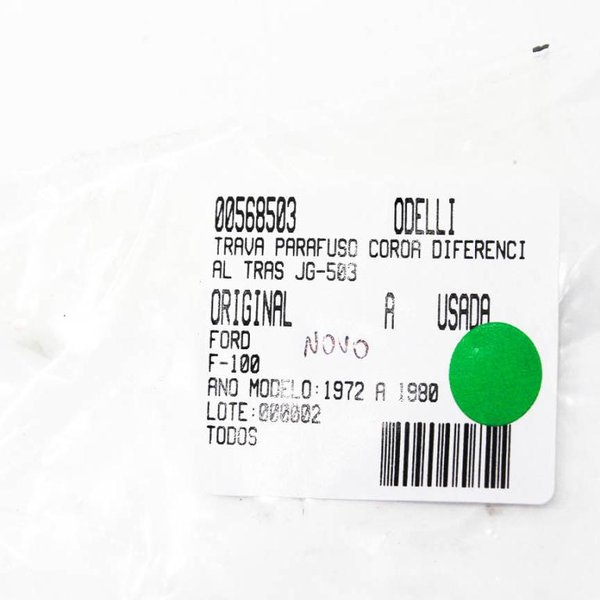 00568503 ODELLI
TRAVA PARAFUSO COROA DIFERENCI
AL TRAS JG-503
ORIGINAL A USADA
FORD NOVO
F-100
ANO MODELO:1972 A 1980
LOTE:000002
TODOS